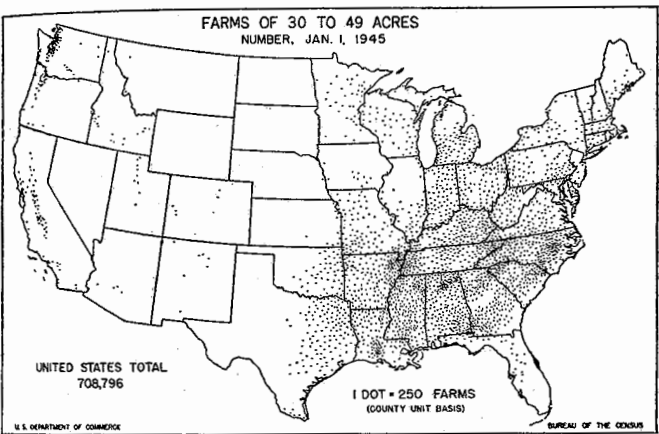 FARMS OF 30 TO 49 ACRES
NUMBER, JAN. 1, 1945
UNITED STATES TOTAL
708,796
1 DOT = 250 FARMS
(COUNTY UNIT BASIS)
U.S. DEPARTMENT OF COMMERCE
BUREAU OF THE CENSUS